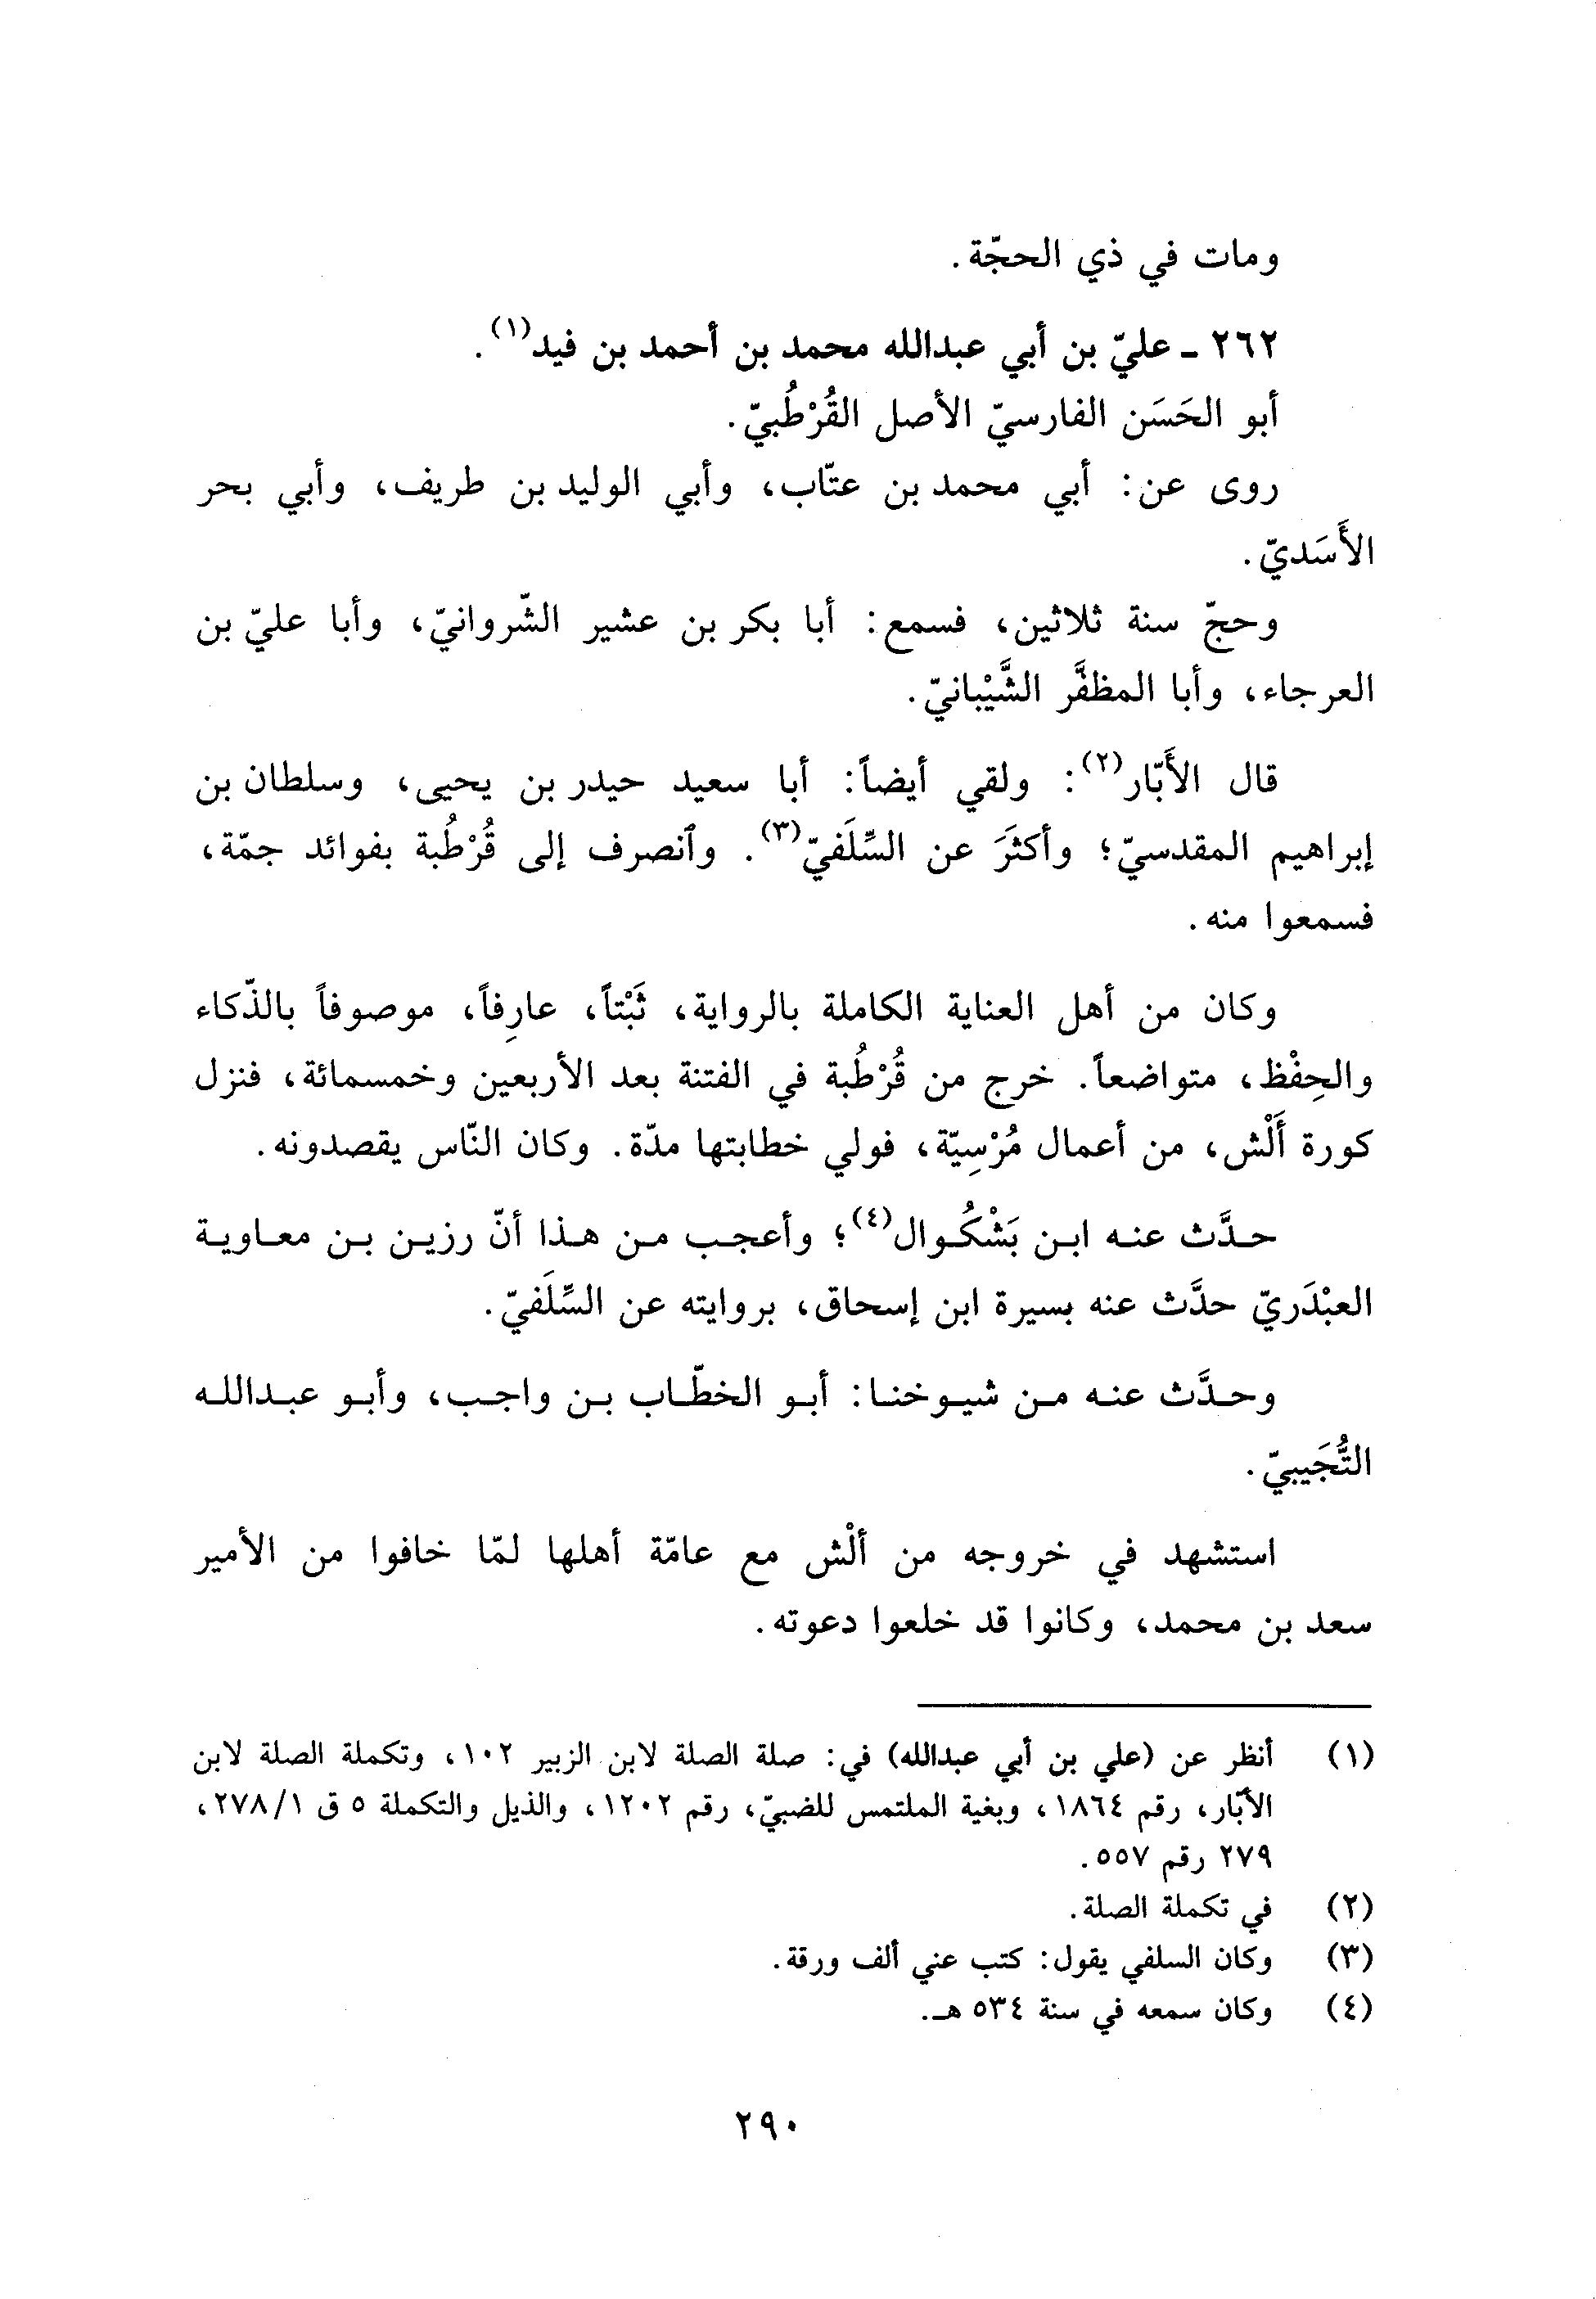 ومات في ذي الحجّة.
٢٦٢ - عليّ بن أبي عبدالله محمد بن أحمد بن فيد(١).
أبو الحَسَن الفارسيّ الأصل القُرْطُبيّ.
روى عن: أبي محمد بن عتّاب، وأبي الوليد بن طريف، وأبي بحر
الأَسَديّ.
وحجّ سنة ثلاثين، فسمع: أبا بكر بن عشير الشّروانيّ، وأبا عليّ بن
العرجاء، وأبا المظفَّر الشَّيْبانيّ.
قال الأَبّار(٢): ولقي أيضاً: أبا سعيد حيدر بن يحيى، وسلطان بن
إبراهيم المقدسيّ؛ وأكثَرَ عن السِّلَفيّ(٣). وٱنصرف إلى قُرْطُبة بفوائد جمّة،
فسمعوا منه.
وكان من أهل العناية الكاملة بالرواية، ثَبْتاً، عارِفاً، موصوفاً بالذّكاء
والحِفْظ، متواضعاً. خرج من قُرْطُبة في الفتنة بعد الأربعين وخمسمائة، فنزل
كورة أَلْش، من أعمال مُرْسِيّة، فولي خطابتها مدّة. وكان النّاس يقصدونه.
حدَّث عنه ابن بَشْكُوال(٤)؛ وأعجب من هذا أنّ رزين بن معاوية
العبْدَريّ حدَّث عنه بسيرة ابن إسحاق، بروايته عن السِّلَفيّ.
وحدَّث عنه من شيوخنا: أبو الخطّاب بن واجب، وأبو عبدالله
التُّجَيبيّ.
استشهد في خروجه من ألْش مع عامّة أهلها لمّا خافوا من الأمير
سعد بن محمد، وكانوا قد خلعوا دعوته.
(١) أنظر عن (علي بن أبي عبدالله) في: صلة الصلة لابن الزبير ١٠٢، وتكملة الصلة لابن
الأبّار، رقم ١٨٦٤، وبغية الملتمس للضبيّ، رقم ١٢٠٢، والذيل والتكملة ٥ ق ٢٧٨/١،
٢٧٩ رقم ٥٥٧.
(٢) في تكملة الصلة.
(٣) وكان السلفي يقول: كتب عني ألف ورقة.
(٤) وكان سمعه في سنة ٥٣٤ هـ.
٢٩٠